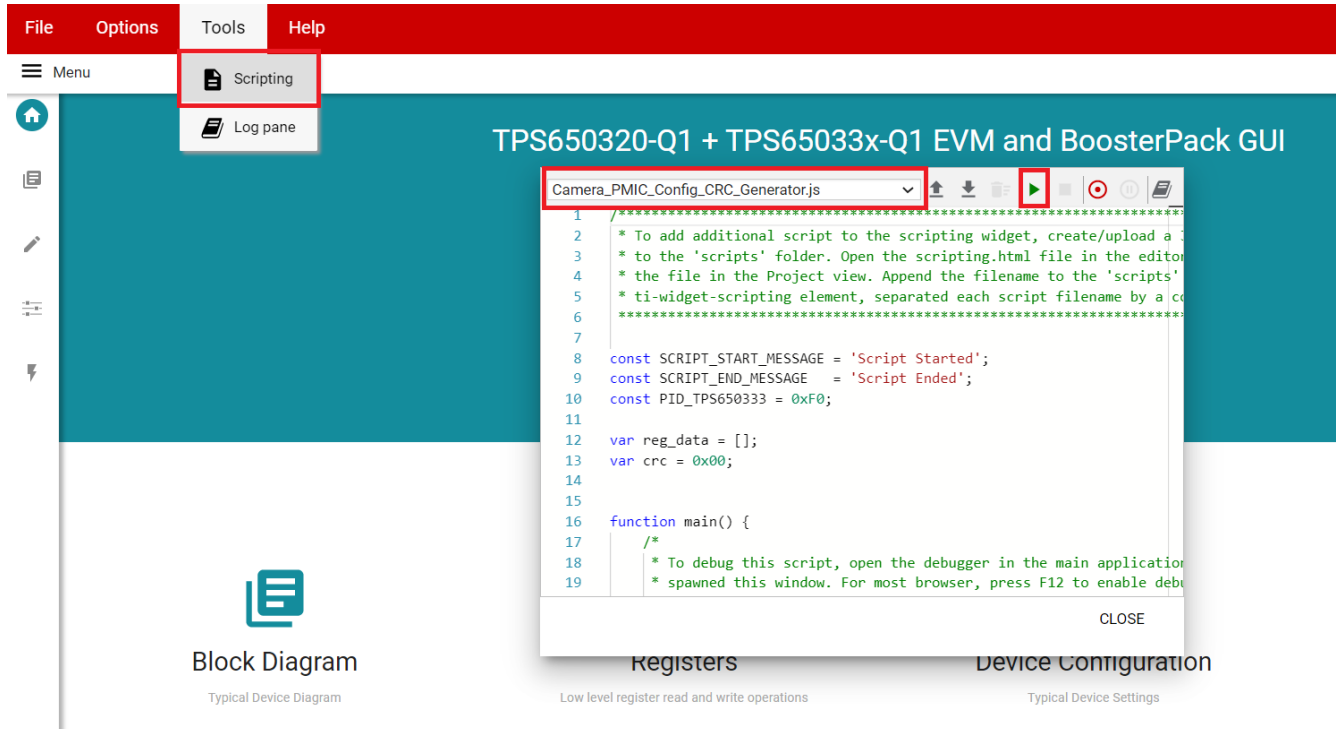 File Options Tools Help
Menu
Scripting
Log pane
TPS650320-Q1 + TPS65033x-Q1 EVM and BoosterPack GUI
Camera_PMIC_Config_CRC_Generator.js
1 /*********************************************************************
2 * To add additional script to the scripting widget, create/upload a
3 * to the 'scripts' folder. Open the scripting.html file in the editor
4 * the file in the Project view. Append the filename to the 'scripts'
5 * ti-widget-scripting element, separated each script filename by a
6 *********************************************************************
7
8 const SCRIPT_START_MESSAGE = 'Script Started';
9 const SCRIPT_END_MESSAGE   = 'Script Ended';
10 const PID_TPS650333 = 0xF0;
11
12 var reg_data = [];
13 var crc = 0x00;
14
15
16 function main() {
17 /*
18 * To debug this script, open the debugger in the main application
19 * spawned this window. For most browser, press F12 to enable
CLOSE
Block Diagram
Typical Device Diagram
Registers
Low level register read and write operations
Device Configuration
Typical Device Settings